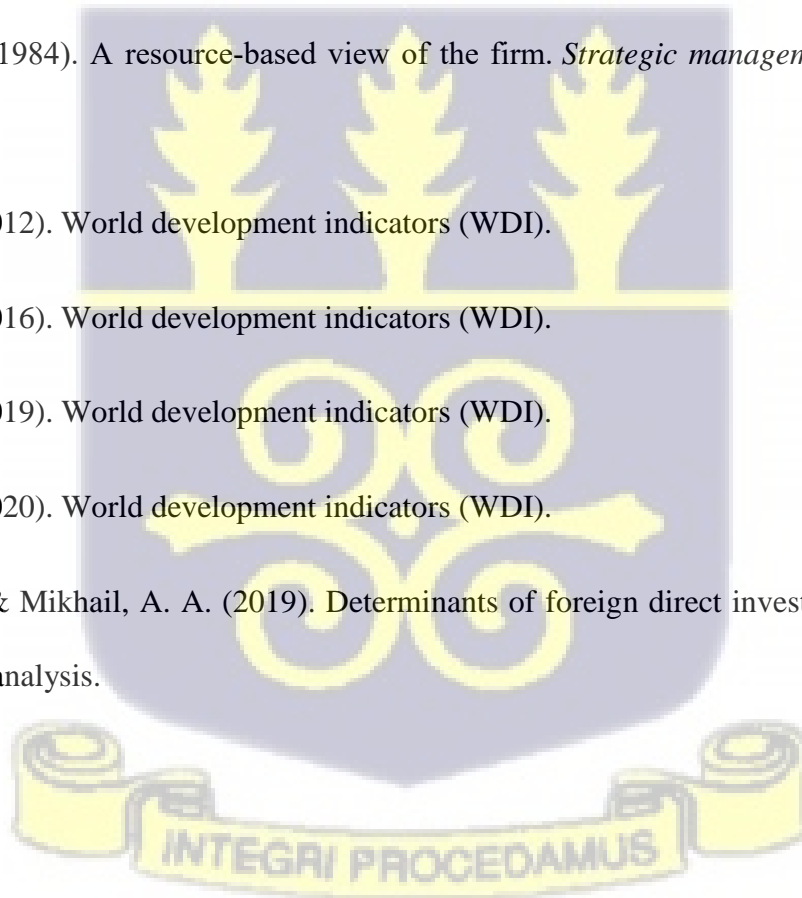 1984). A resource-based view of the firm. Strategic managem
012). World development indicators (WDI).
016). World development indicators (WDI).
019). World development indicators (WDI).
020). World development indicators (WDI).
& Mikhail, A. A. (2019). Determinants of foreign direct invest
analysis.
INTEGRI PROCEDAMUS